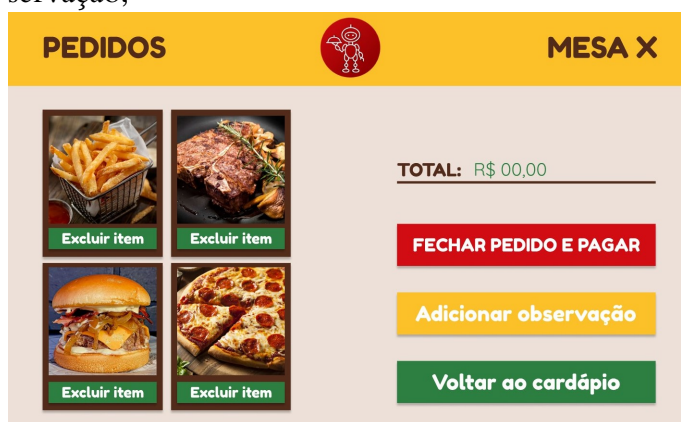 PEDIDOS
MESA X
Excluir item
Excluir item
Excluir item
Excluir item
TOTAL: R$ 00,00
FECHAR PEDIDO E PAGAR
Adicionar observação
Voltar ao cardápio